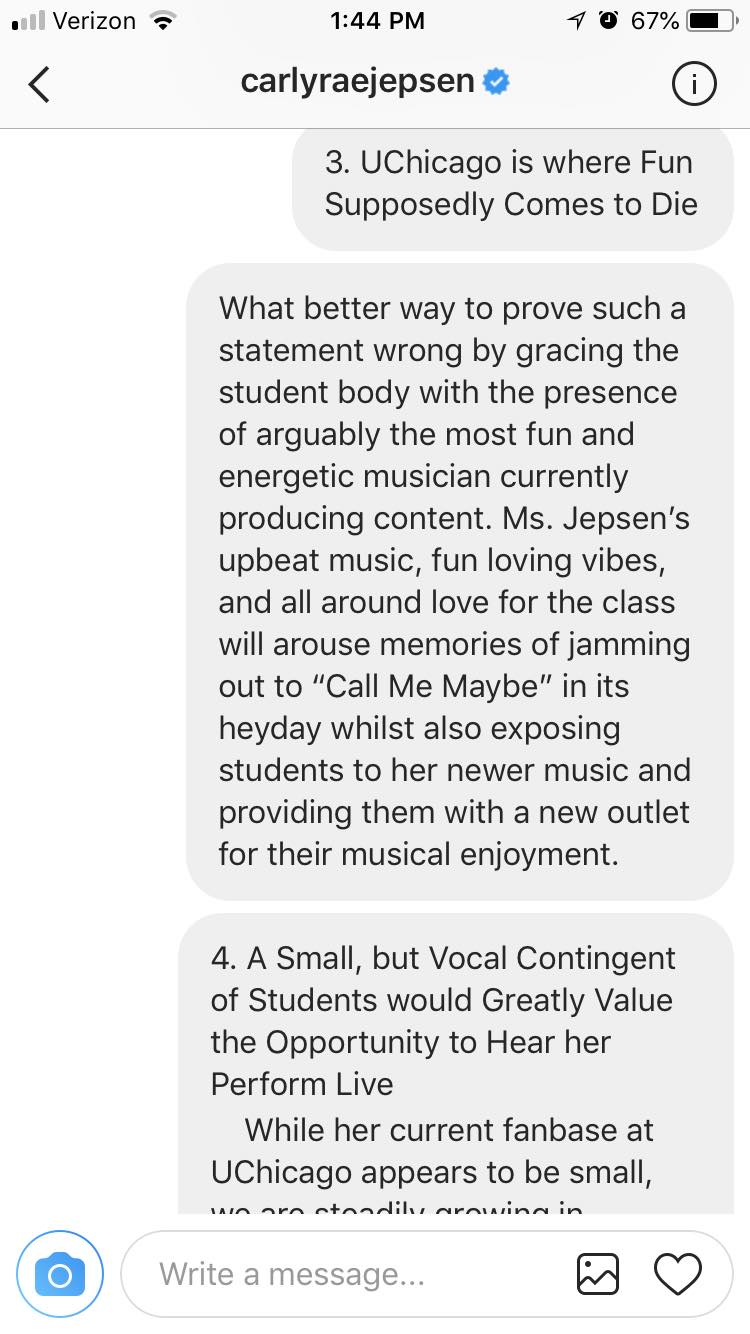 Verizon 1:44 PM 67%
carlyraejepsen
3. UChicago is where Fun
Supposedly Comes to Die
What better way to prove such a
statement wrong by gracing the
student body with the presence
of arguably the most fun and
energetic musician currently
producing content. Ms. Jepsen’s
upbeat music, fun loving vibes,
and all around love for the class
will arouse memories of jamming
out to “Call Me Maybe” in its
heyday whilst also exposing
students to her newer music and
providing them with a new outlet
for their musical enjoyment.
4. A Small, but Vocal Contingent
of Students would Greatly Value
the Opportunity to Hear her
Perform Live
While her current fanbase at
UChicago appears to be small,
we are steadily growing in
Write a message...